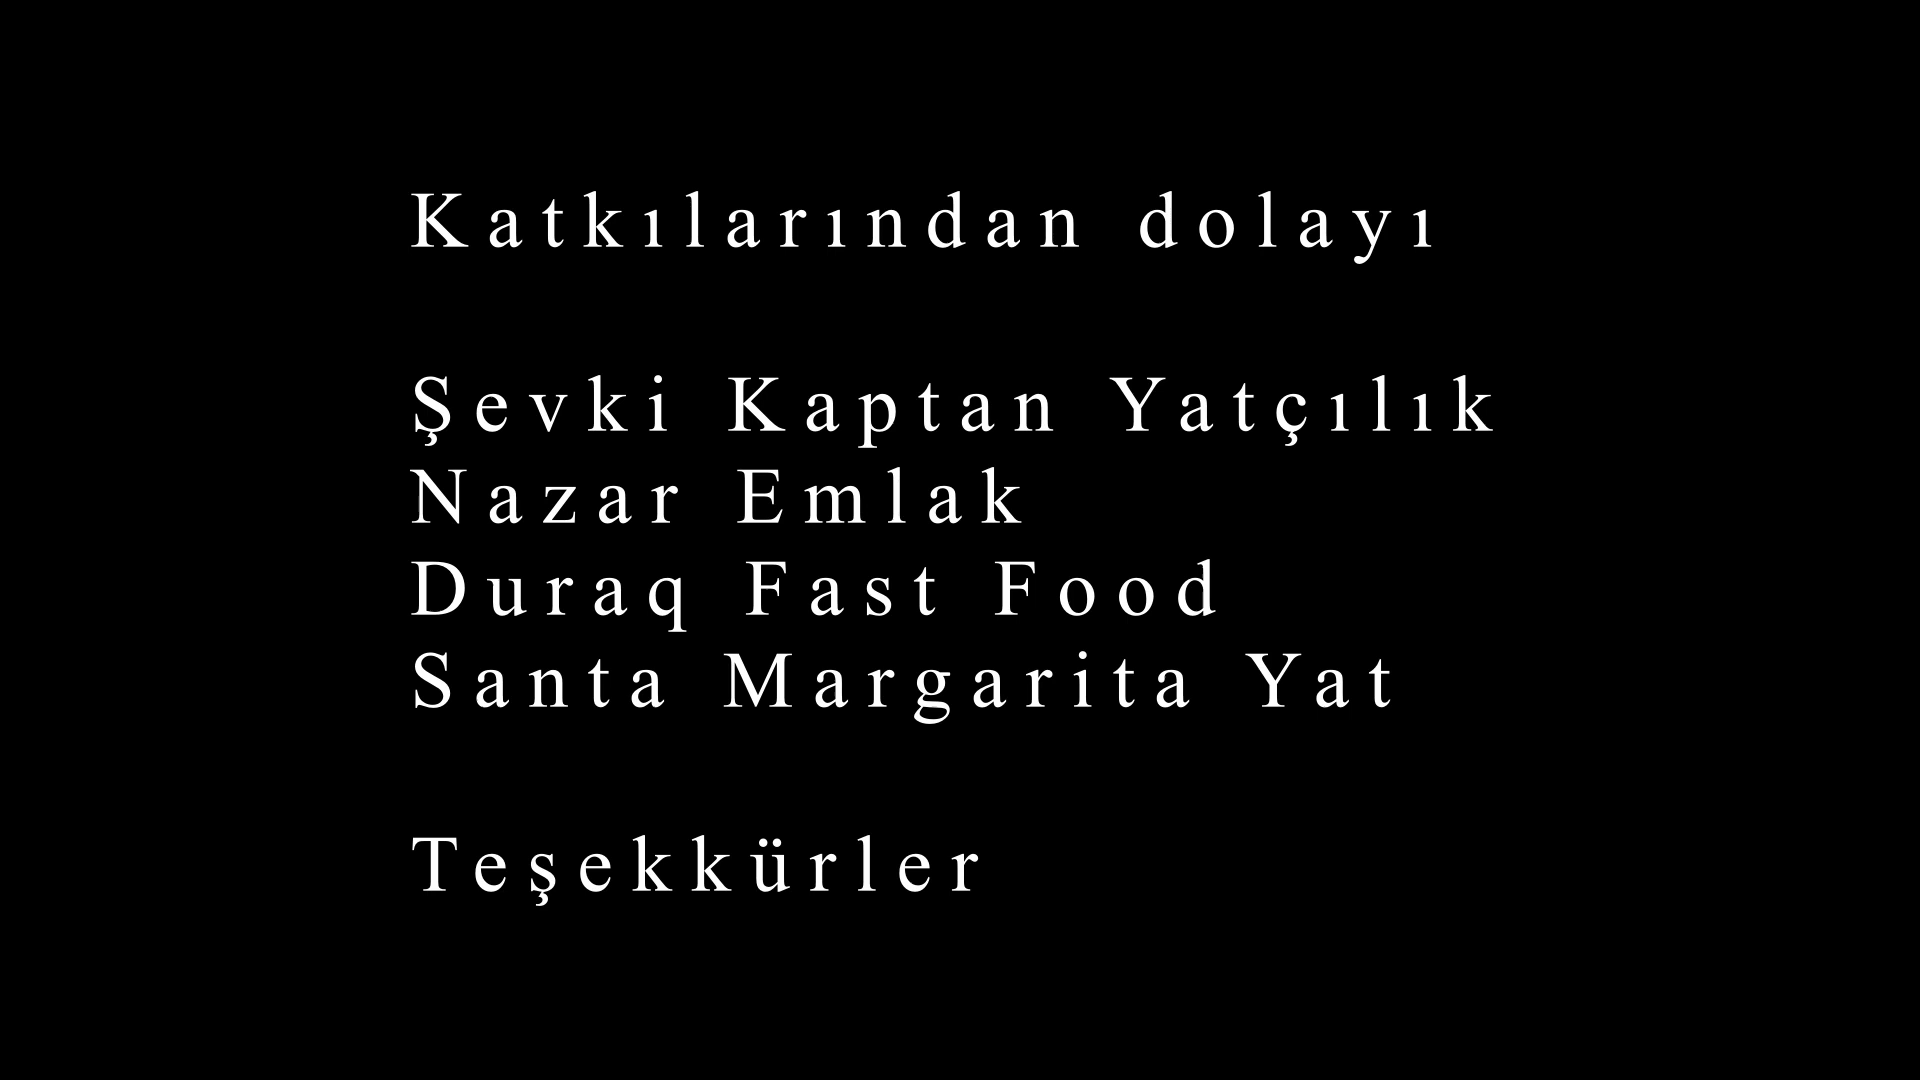 Katkılarından dolayı
Şevki Kaptan Yatçılık
Nazar Emlak
Duraq Fast Food
Santa Margarita Yat
Teşekkürler